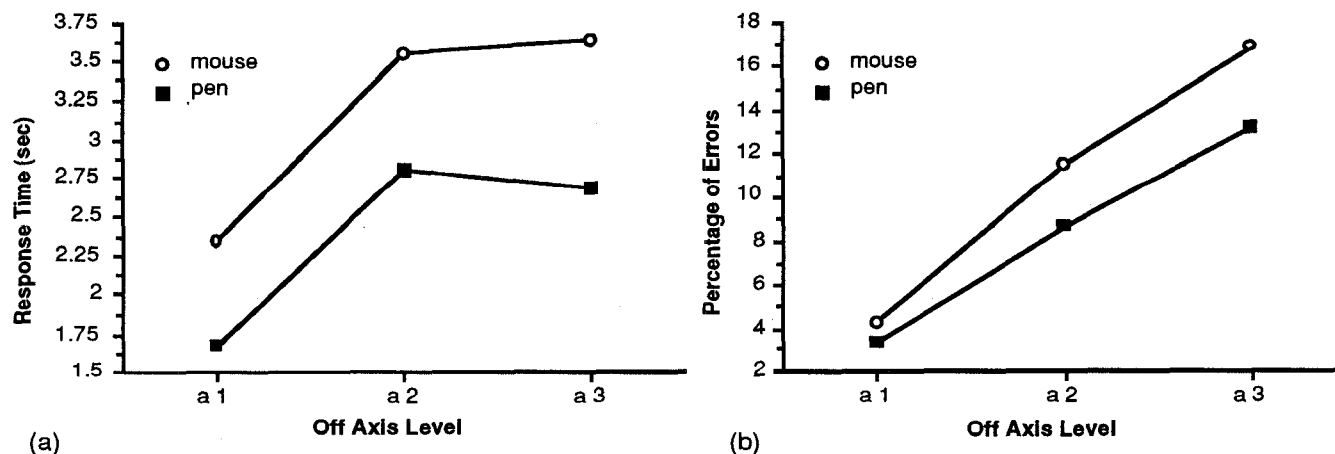 Response Time (sec)
3.75
3.5
3.25
3
2.75
2.5
2.25
2
1.75
1.5
mouse
pen
a 1 a 2 a 3
Off Axis Level
(a)
Percentage of Errors
18
16
14
12
10
8
6
4
2
mouse
pen
a 1 a 2 a 3
Off Axis Level
(b)